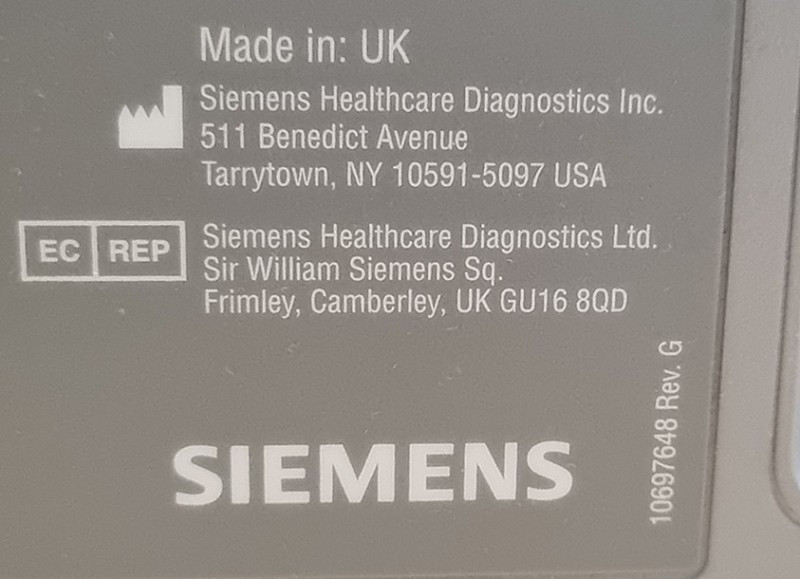 Made in: UK
Siemens Healthcare Diagnostics Inc.
511 Benedict Avenue
Tarrytown, NY 10591-5097 USA
EC REP
Siemens Healthcare Diagnostics Ltd.
Sir William Siemens Sq.
Frimley, Camberley, UK GU16 8QD
10697648 Rev. G
SIEMENS